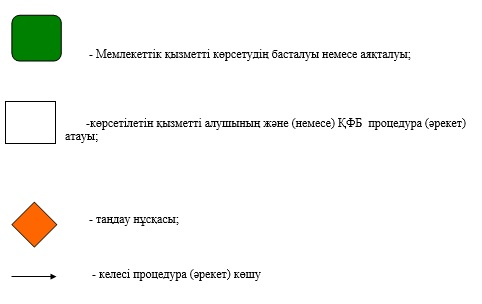 - Мемлекеттік қызметті көрсетудің басталуы немесе аяқталуы;
-көрсетілетін қызметті алушының және (немесе) ҚФБ процедура (әрекет)
атауы;
- таңдау нұсқасы;
- келесі процедура (әрекет) көшу